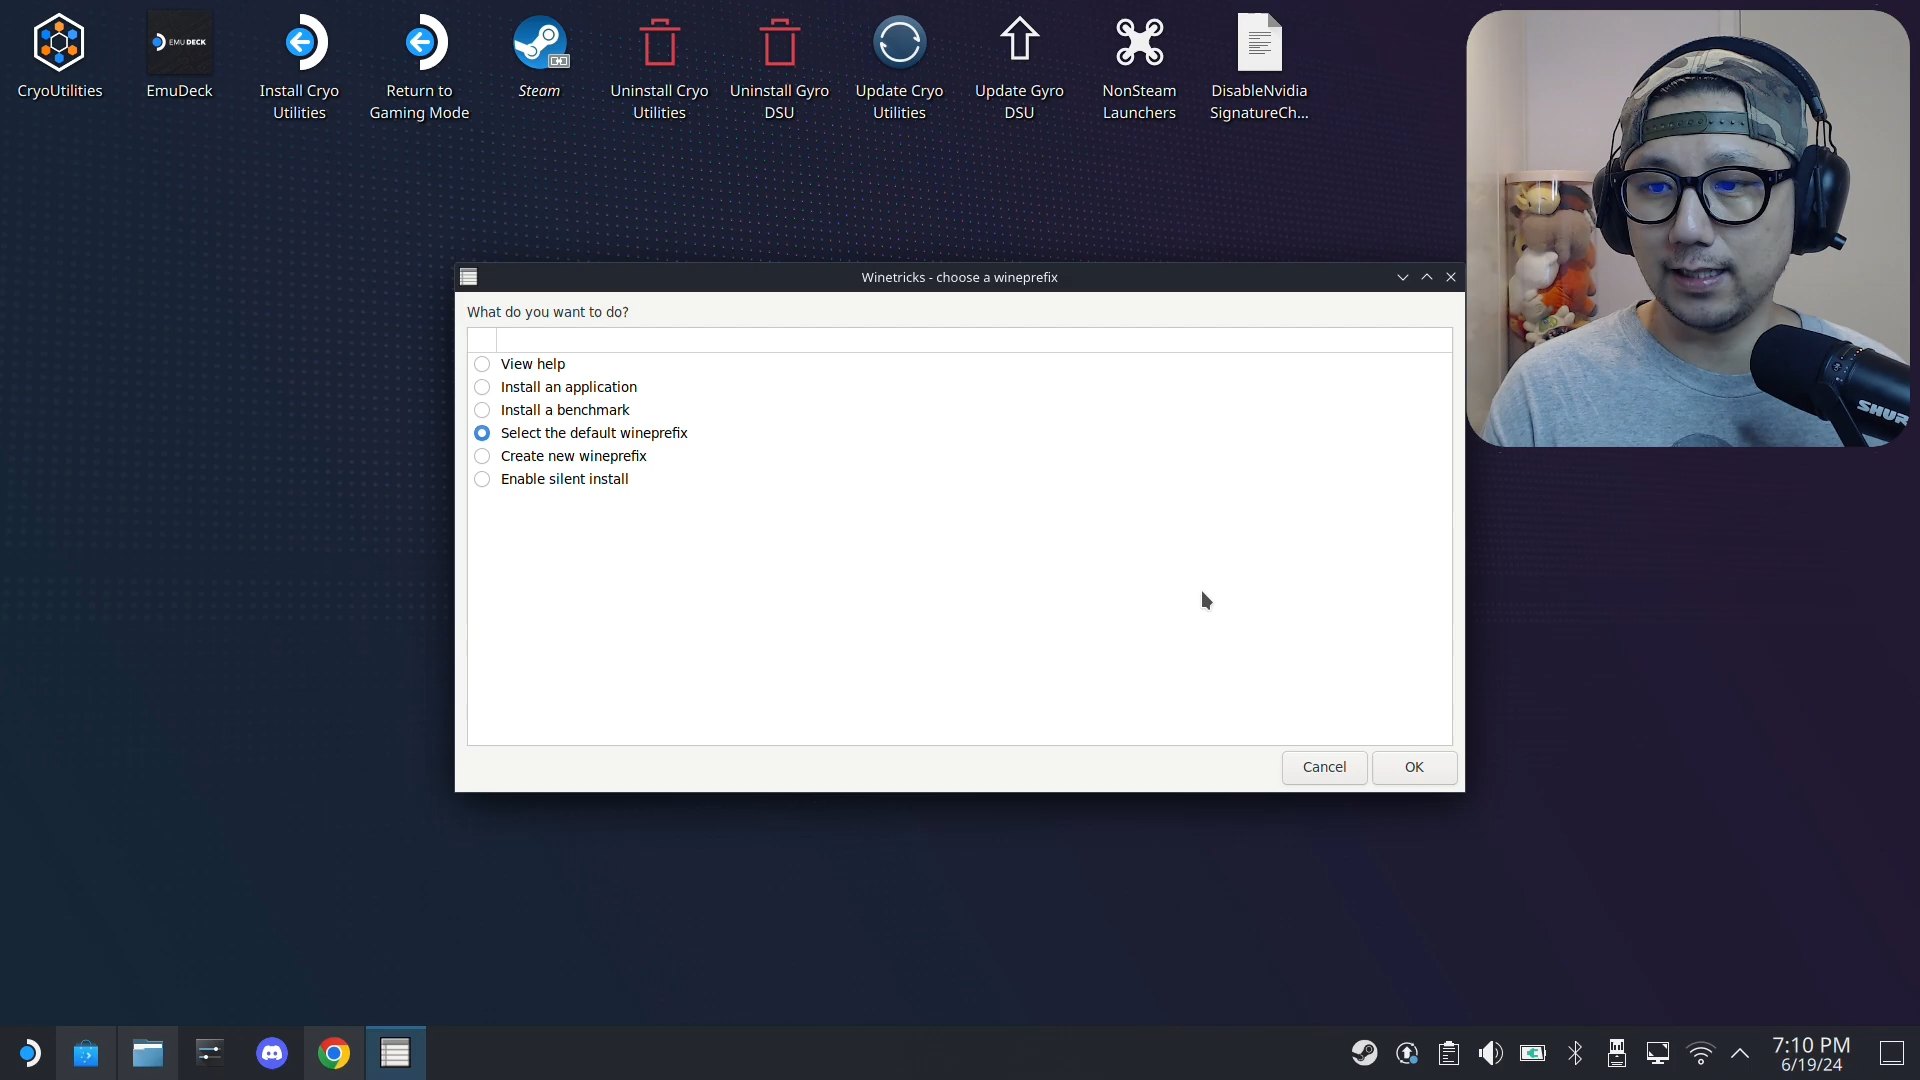 CryoUtilities
EMUDECK
EmuDeck
Install Cryo
Utilities
Return to
Gaming Mode
Steam
Uninstall Cryo
Utilities
Uninstall Gyro
DSU
Update Cryo
Utilities
Update Gyro
DSU
NonSteam
Launchers
DisableNvidia
SignatureCh...
SHUR
Winetricks - choose a wineprefix
What do you want to do?
View help
Install an application
Install a benchmark
Select the default wineprefix
Create new wineprefix
Enable silent install
Cancel
OK
7:10 PM
6/19/24